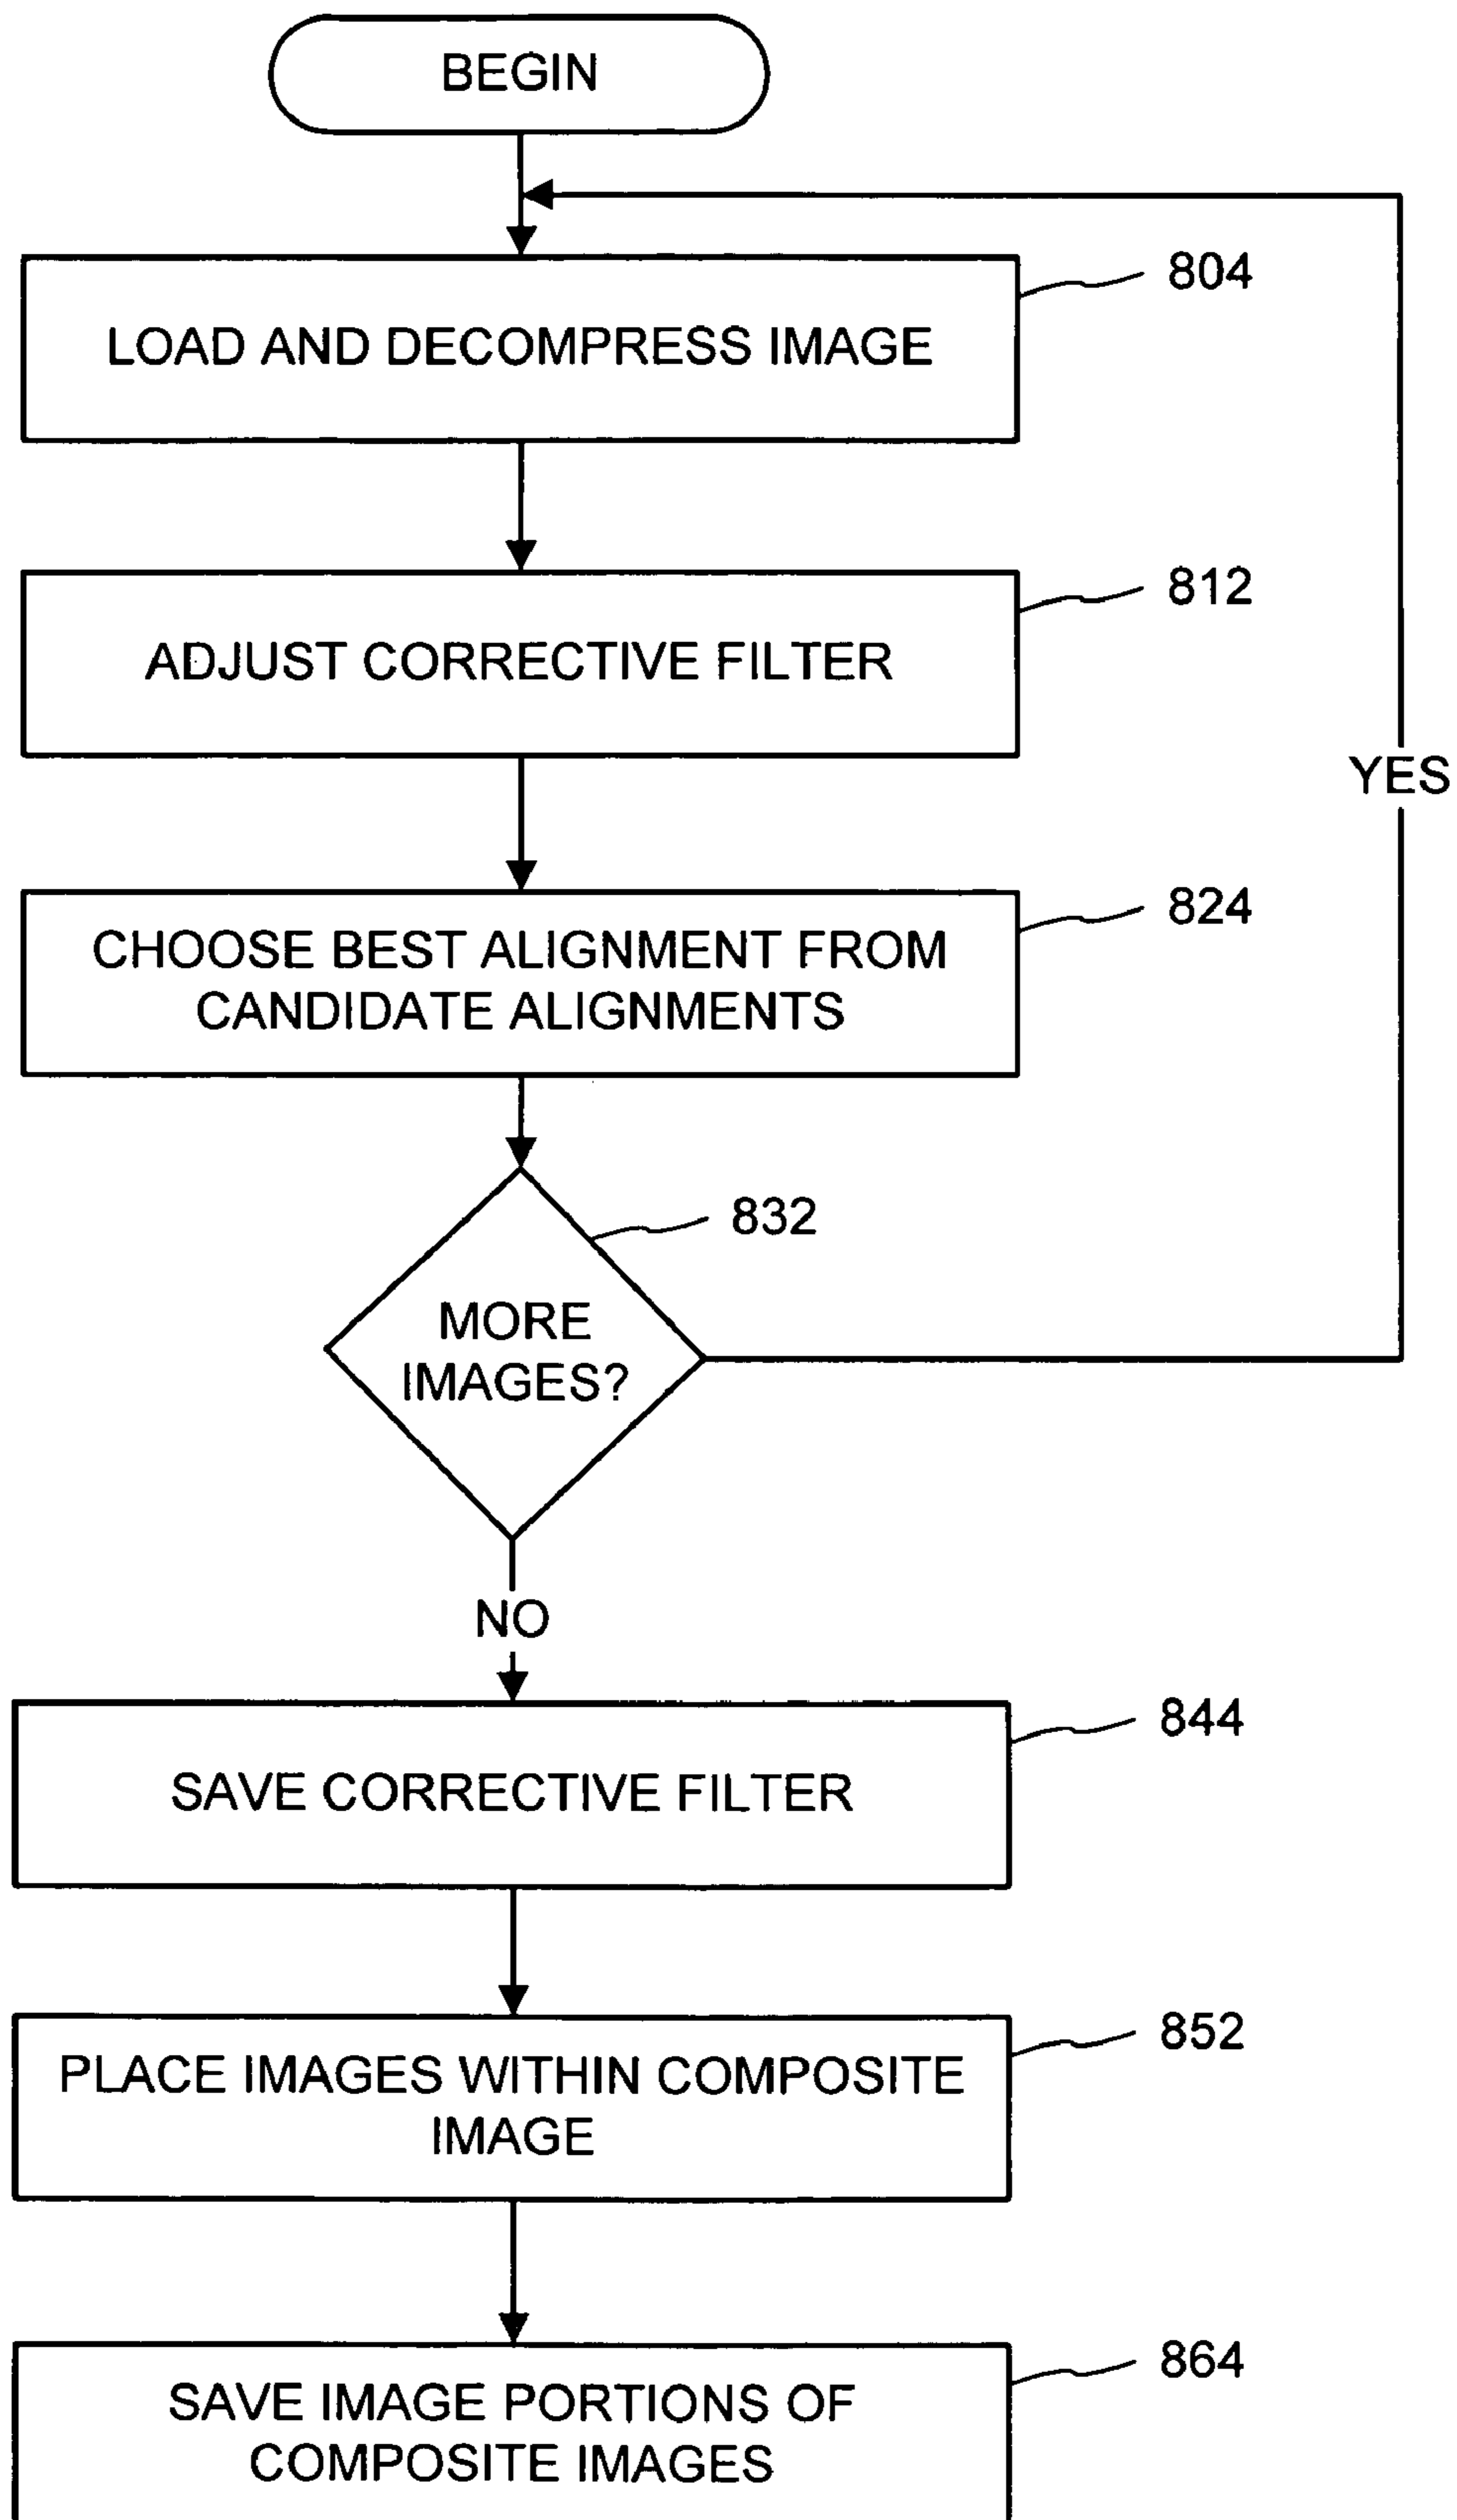 BEGIN
804
LOAD AND DECOMPRESS IMAGE
812
ADJUST CORRECTIVE FILTER
YES
824
CHOOSE BEST ALIGNMENT FROM
CANDIDATE ALIGNMENTS
832
MORE
IMAGES?
NO
844
SAVE CORRECTIVE FILTER
852
PLACE IMAGES WITHIN COMPOSITE
IMAGE
864
SAVE IMAGE PORTIONS OF
COMPOSITE IMAGES